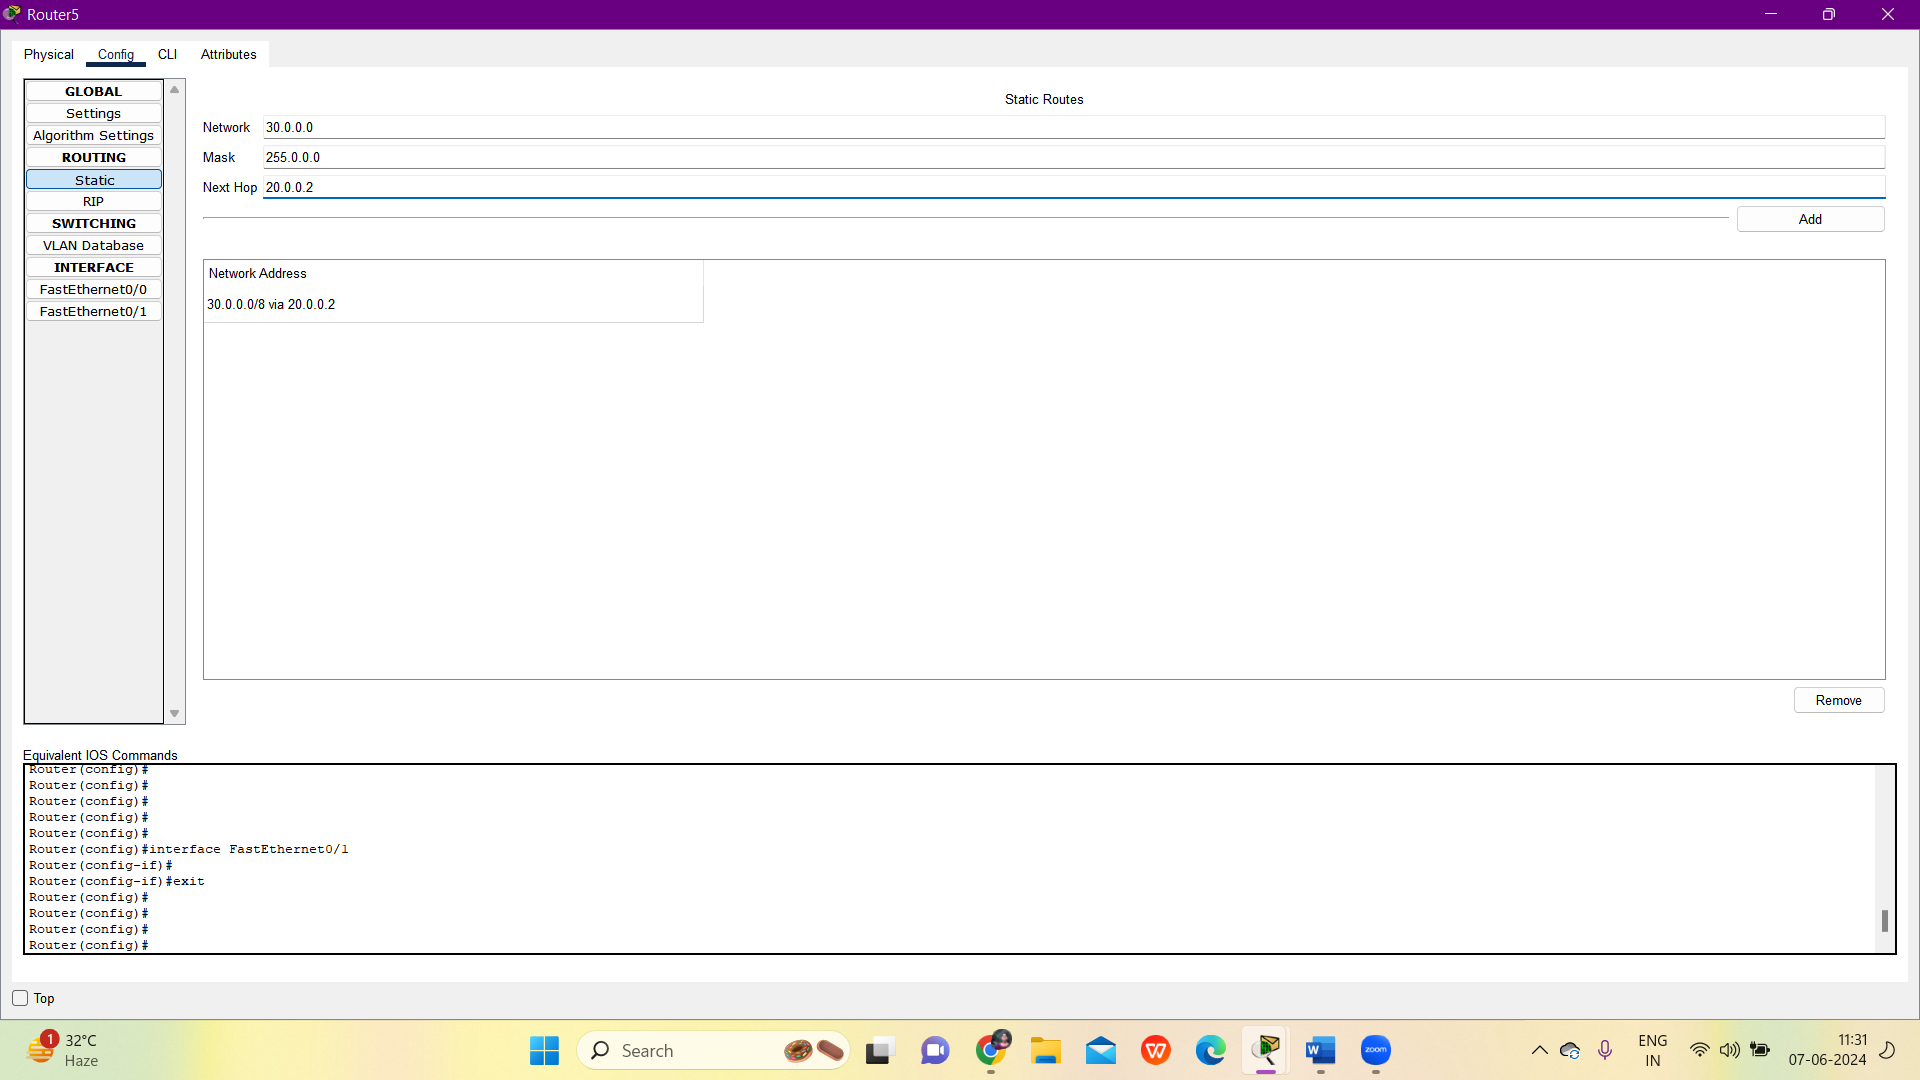 Router5
Physical Config CLI Attributes
GLOBAL
Settings
Algorithm Settings
ROUTING
Static
RIP
SWITCHING
VLAN Database
INTERFACE
FastEthernet0/0
FastEthernet0/1
Static Routes
Network 30.0.0.0
Mask 255.0.0.0
Next Hop 20.0.0.2
Add
Network Address
30.0.0.0/8 via 20.0.0.2
Remove
Equivalent IOS Commands
Router(config)#
Router(config)#
Router(config)#
Router(config)#
Router(config)#
Router(config)#interface FastEthernet0/1
Router(config-if)#
Router(config-if)#exit
Router(config)#
Router(config)#
Router(config)#
Router(config)#
Top
1
32°C
Haze
Search
W
W
zoom
ENG
IN
11:31
07-06-2024